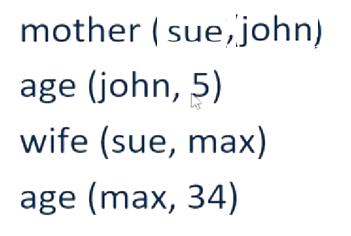 mother (sue,john)
age (john, 5)
wife (sue, max)
age (max, 34)